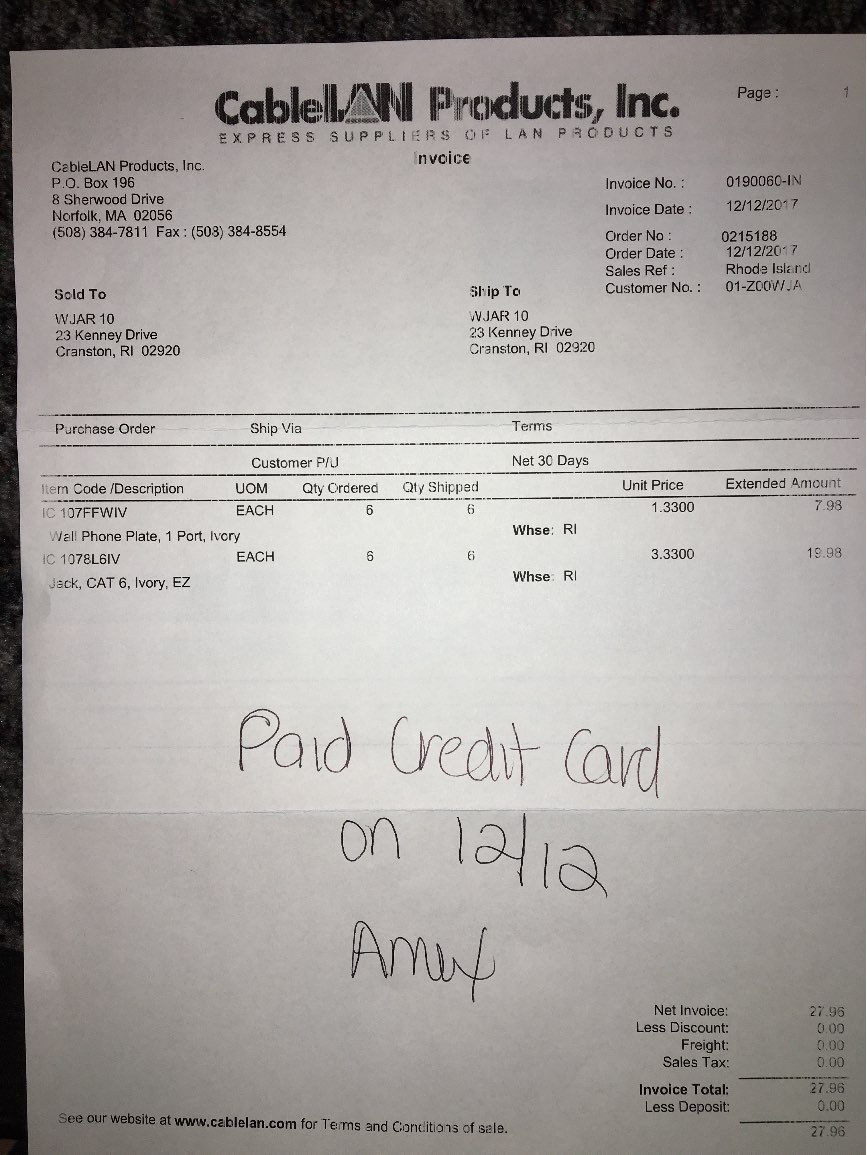 CableLAN Products, Inc.
Page : 1
EXPRESS SUPPLIERS OF LAN PRODUCTS
Invoice
CableLAN Products, Inc.
P.O. Box 196
8 Sherwood Drive
Norfolk, MA 02056
(508) 384-7811 Fax : (508) 384-8554
Invoice No. : 0190060-IN
Invoice Date : 12/12/2017
Order No : 0215188
Order Date : 12/12/2017
Sales Ref : Rhode Island
Customer No. : 01-Z00WJA
Sold To
WJAR 10
23 Kenney Drive
Cranston, RI 02920
Ship To
WJAR 10
23 Kenney Drive
Cranston, RI 02920
Purchase Order Ship Via Terms
Customer P/U Net 30 Days
Item Code /Description UOM Qty Ordered Qty Shipped Unit Price Extended Amount
IC 107FFWIV EACH 6 6 1.3300 7.98
Wall Phone Plate, 1 Port, Ivory Whse: RI
IC 1078L6IV EACH 6 6 3.3300 19.98
Jack, CAT 6, Ivory, EZ Whse: RI
Paid Credit Card
on 12/12
Amex
Net Invoice: 27.96
Less Discount: 0.00
Freight: 0.00
Sales Tax: 0.00
Invoice Total: 27.96
Less Deposit: 0.00
27.96
See our website at www.cablelan.com for Terms and Conditions of sale.